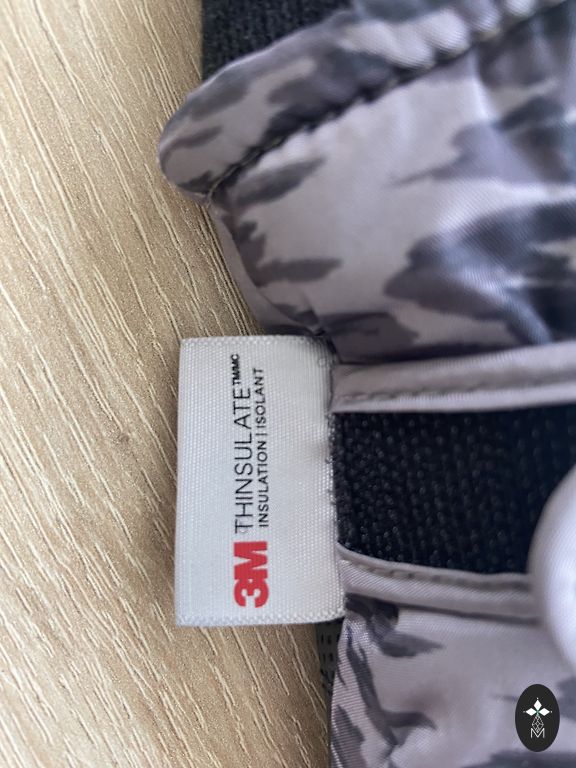 3M THINSULATE™MC
INSULATION | ISOLANT
M